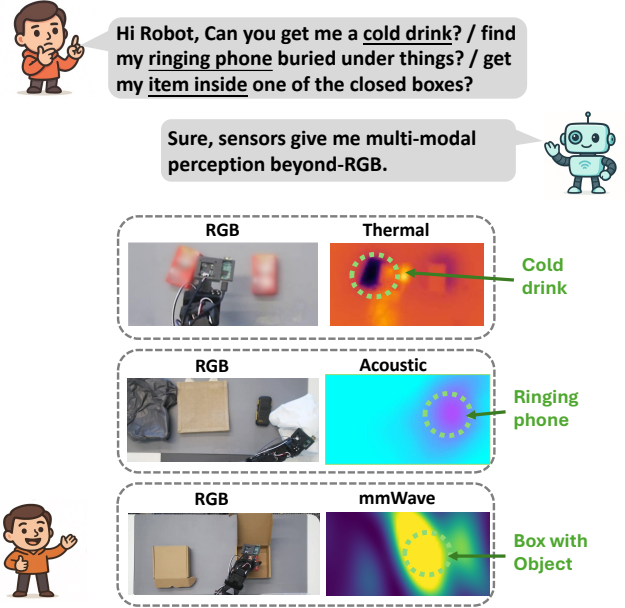 Hi Robot, Can you get me a cold drink? / find
my ringing phone buried under things? / get
my item inside one of the closed boxes?
Sure, sensors give me multi-modal
perception beyond-RGB.
RGB
Thermal
Cold
drink
RGB
Acoustic
Ringing
phone
RGB
mmWave
Box with
Object